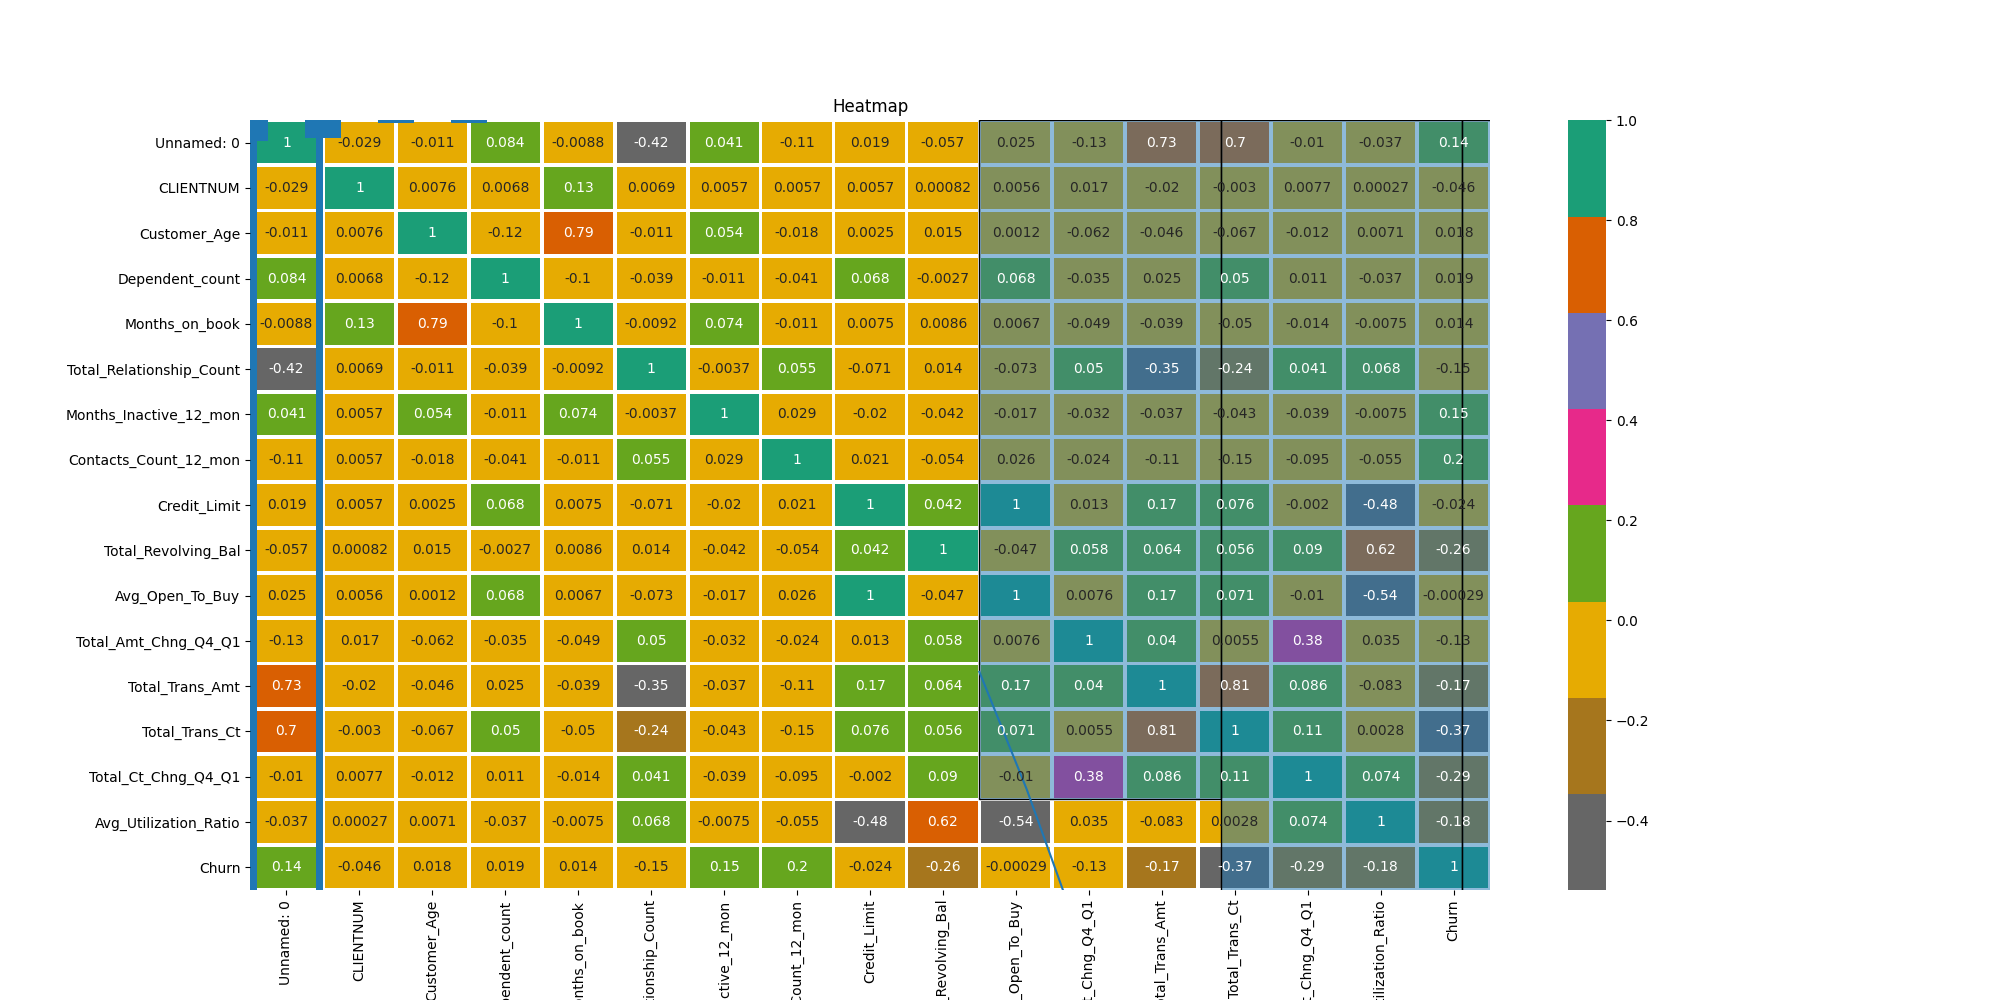 Heatmap
Unnamed: 0 1 -0.029 -0.011 0.084 -0.0088 -0.42 0.041 -0.11 0.019 -0.057 0.025 -0.13 0.73 0.7 -0.01 -0.037 0.14
CLIENTNUM -0.029 1 0.0076 0.0068 0.13 0.0069 0.0057 0.0057 0.0057 0.00082 0.0056 0.017 -0.02 -0.003 0.0077 0.00027 -0.046
Customer_Age -0.011 0.0076 1 -0.12 0.79 -0.011 0.054 -0.018 0.0025 0.015 0.0012 -0.062 -0.046 -0.067 -0.012 0.0071 0.018
Dependent_count 0.084 0.0068 -0.12 1 -0.1 -0.039 -0.011 -0.041 0.068 -0.0027 0.068 -0.035 0.025 0.05 0.011 -0.037 0.019
Months_on_book -0.0088 0.13 0.79 -0.1 1 -0.0092 0.074 -0.011 0.0075 0.0086 0.0067 -0.049 -0.039 -0.05 -0.014 -0.0075 0.014
Total_Relationship_Count -0.42 0.0069 -0.011 -0.039 -0.0092 1 -0.0037 0.055 -0.071 0.014 -0.073 0.05 -0.35 -0.24 0.041 0.068 -0.15
Months_Inactive_12_mon 0.041 0.0057 0.054 -0.011 0.074 -0.0037 1 0.029 -0.02 -0.042 -0.017 -0.032 -0.037 -0.043 -0.039 -0.0075 0.15
Contacts_Count_12_mon -0.11 0.0057 -0.018 -0.041 -0.011 0.055 0.029 1 0.021 -0.054 0.026 -0.024 -0.11 -0.15 -0.095 -0.055 0.2
Credit_Limit 0.019 0.0057 0.0025 0.068 0.0075 -0.071 -0.02 0.021 1 0.042 1 0.013 0.17 0.076 -0.002 -0.48 -0.024
Total_Revolving_Bal -0.057 0.00082 0.015 -0.0027 0.0086 0.014 -0.042 -0.054 0.042 1 -0.047 0.058 0.064 0.056 0.09 0.62 -0.26
Avg_Open_To_Buy 0.025 0.0056 0.0012 0.068 0.0067 -0.073 -0.017 0.026 1 -0.047 1 0.0076 0.17 0.071 -0.01 -0.54 -0.00029
Total_Amt_Chng_Q4_Q1 -0.13 0.017 -0.062 -0.035 -0.049 0.05 -0.032 -0.024 0.013 0.058 0.0076 1 0.04 0.0055 0.38 0.035 -0.13
Total_Trans_Amt 0.73 -0.02 -0.046 0.025 -0.039 -0.35 -0.037 -0.11 0.17 0.064 0.17 0.04 1 0.81 0.086 -0.083 -0.17
Total_Trans_Ct 0.7 -0.003 -0.067 0.05 -0.05 -0.24 -0.043 -0.15 0.076 0.056 0.071 0.0055 0.81 1 0.11 0.0028 -0.37
Total_Ct_Chng_Q4_Q1 -0.01 0.0077 -0.012 0.011 -0.014 0.041 -0.039 -0.095 -0.002 0.09 -0.01 0.38 0.086 0.11 1 0.074 -0.29
Avg_Utilization_Ratio -0.037 0.00027 0.0071 -0.037 -0.0075 0.068 -0.0075 -0.055 -0.48 0.62 -0.54 0.035 -0.083 0.0028 0.074 1 -0.18
Churn 0.14 -0.046 0.018 0.019 0.014 -0.15 0.15 0.2 -0.024 -0.26 -0.00029 -0.13 -0.17 -0.37 -0.29 -0.18 1
Unnamed: 0
CLIENTNUM
Customer_Age
pendent_count
nths_on_book
tionship_Count
ctive_12_mon
Count_12_mon
Credit_Limit
_Revolving_Bal
_Open_To_Buy
t_Chng_Q4_Q1
otal_Trans_Amt
Total_Trans_Ct
t_Chng_Q4_Q1
ilization_Ratio
Churn
1.0
0.8
0.6
0.4
0.2
0.0
−0.2
−0.4